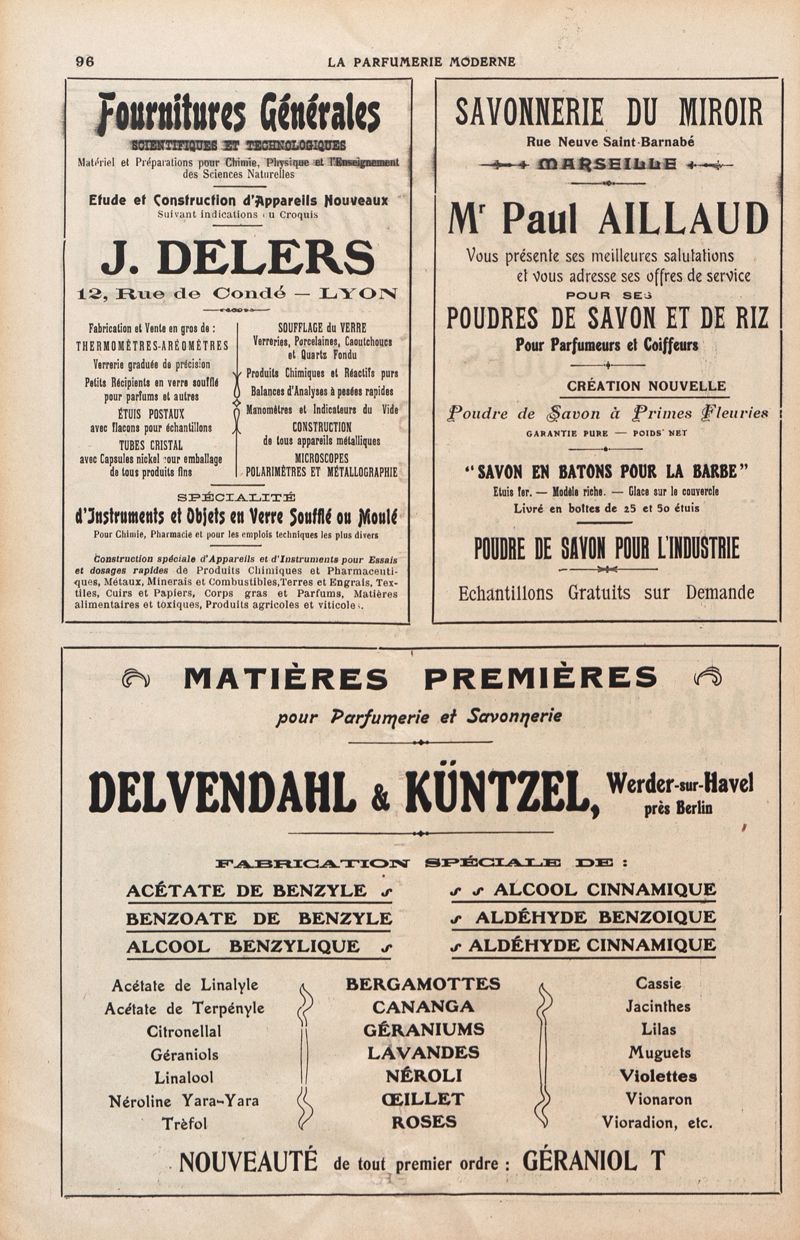 96
LA PARFUMERIE MODERNE
Fournitures Générales
SCIENTIFIQUES ET TECHNOLOGIQUES
Matériel et Préparations pour Chimie, Physique et l'Enseignement
des Sciences Naturelles
Etude et Construction d'Appareils Nouveaux
Suivant indications u Croquis
J. DELERS
12, Rue de Condé — LYON
Fabrication et Vente en gros de :
THERMOMÈTRES-ARÉOMÈTRES
Verrerie graduée de précision
Petits Récipients en verre soufflé
pour parfums et autres
ÉTUIS POSTAUX
avec flacons pour échantillons
TUBES CRISTAL
avec Capsules nickel pour emballage
de tous produits fins
SOUFFLAGE du VERRE
Verreries, Porcelaines, Caoutchoucs
et Quartz Fondu
Produits Chimiques et Réactifs purs
Balances d'Analyses à pesées rapides
Manomètres et Indicateurs du Vide
CONSTRUCTION
de tous appareils métalliques
MICROSCOPES
POLARIMÈTRES ET MÉTALLOGRAPHIE
SPÉCIALITÉ
d'Instruments et Objets en Verre Soufflé ou Moulé
Pour Chimie, Pharmacie et pour les emplois techniques les plus divers
Construction spéciale d'Appareils et d'Instruments pour Essais
et dosages rapides de Produits Chimiques et Pharmaceuti-
ques, Métaux, Minerais et Combustibles, Terres et Engrais, Tex-
tiles, Cuirs et Papiers, Corps gras et Parfums, Matières
alimentaires et toxiques, Produits agricoles et viticoles.
SAVONNERIE DU MIROIR
Rue Neuve Saint-Barnabé
MARSEILLE
Mr Paul AILLAUD
Vous présente ses meilleures salutations
et vous adresse ses offres de service
POUR SES
POUDRES DE SAVON ET DE RIZ
Pour Parfumeurs et Coiffeurs
CRÉATION NOUVELLE
Poudre de Savon à Primes Fleuries
GARANTIE PURE — POIDS NET
“SAVON EN BATONS POUR LA BARBE”
Etuis fer. — Modèle riche. — Glace sur le couvercle
Livré en boîtes de 25 et 50 étuis
POUDRE DE SAVON POUR L'INDUSTRIE
Echantillons Gratuits sur Demande
MATIÈRES PREMIÈRES
pour Parfumerie et Savonnerie
DELVENDAHL & KÜNTZEL, Werder-sur-Havel
près Berlin
FABRICATION SPÉCIALE DE :
ACÉTATE DE BENZYLE
BENZOATE DE BENZYLE
ALCOOL BENZYLIQUE
ALCOOL CINNAMIQUE
ALDÉHYDE BENZOIQUE
ALDÉHYDE CINNAMIQUE
Acétate de Linalyle
Acétate de Terpényle
Citronellal
Géraniols
Linalool
Néroline Yara-Yara
Trèfol
BERGAMOTTES
CANANGA
GÉRANIUMS
LAVANDES
NÉROLI
ŒILLET
ROSES
Cassie
Jacinthes
Lilas
Muguets
Violettes
Vionaron
Vioradion, etc.
NOUVEAUTÉ de tout premier ordre : GÉRANIOL T